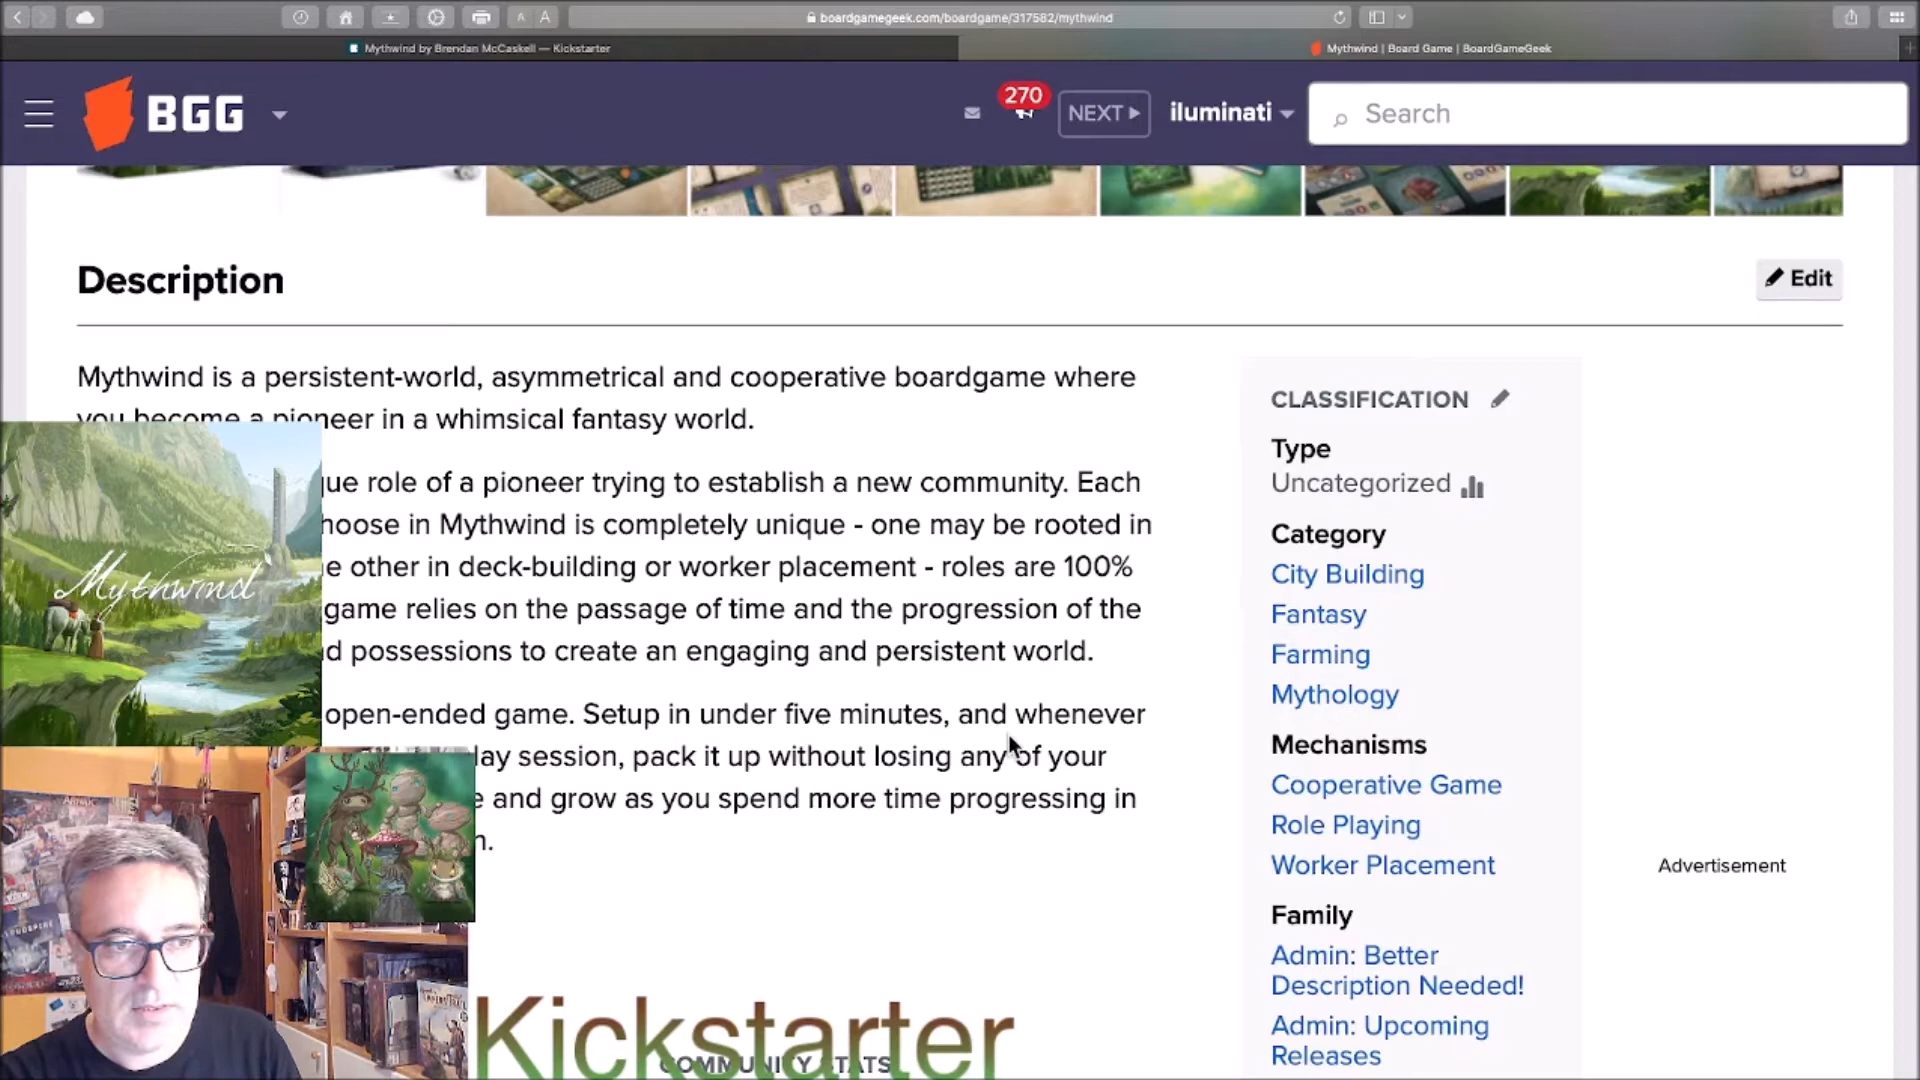 boardgamegeek.com/boardgame/317582/mythwind
A A
Mythwind by Brendan McCaskell — Kickstarter
Mythwind | Board Game | BoardGameGeek
BGG
270
NEXT
iluminati
Search
Description
Edit
Mythwind is a persistent-world, asymmetrical and cooperative boardgame where
you become a pioneer in a whimsical fantasy world.
que role of a pioneer trying to establish a new community. Each
hoose in Mythwind is completely unique - one may be rooted in
e other in deck-building or worker placement - roles are 100%
game relies on the passage of time and the progression of the
d possessions to create an engaging and persistent world.
open-ended game. Setup in under five minutes, and whenever
lay session, pack it up without losing any of your
e and grow as you spend more time progressing in
n.
Mythwind
CLASSIFICATION
Type
Uncategorized
Category
City Building
Fantasy
Farming
Mythology
Mechanisms
Cooperative Game
Role Playing
Worker Placement
Family
Admin: Better
Description Needed!
Admin: Upcoming
Releases
Advertisement
Kickstarter
COMMUNITY STATS